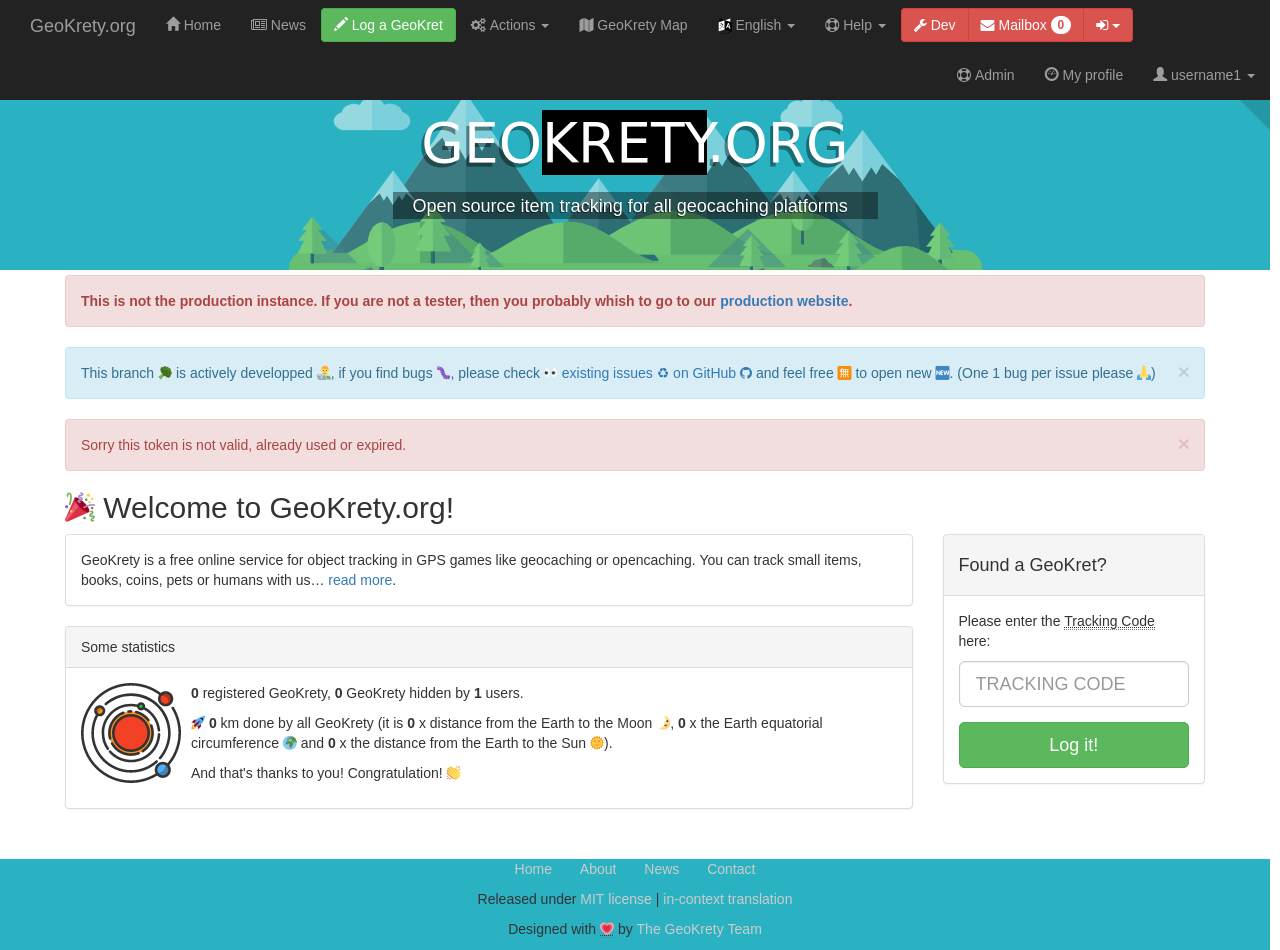 GeoKrety.org Home News Log a GeoKret Actions GeoKrety Map English Help Dev Mailbox 0
Admin My profile username1
GEOKRETY.ORG
Open source item tracking for all geocaching platforms
This is not the production instance. If you are not a tester, then you probably whish to go to our production website.
This branch 🌳 is actively developped 👨‍🔬, if you find bugs 🐛, please check 👀 existing issues ♻ on GitHub and feel free 🈚 to open new 🆕. (One 1 bug per issue please 🙏) ×
Sorry this token is not valid, already used or expired. ×
🎉 Welcome to GeoKrety.org!
GeoKrety is a free online service for object tracking in GPS games like geocaching or opencaching. You can track small items,
books, coins, pets or humans with us… read more.
Some statistics
0 registered GeoKrety, 0 GeoKrety hidden by 1 users.
🚀 0 km done by all GeoKrety (it is 0 x distance from the Earth to the Moon 🌛, 0 x the Earth equatorial
circumference 🌍 and 0 x the distance from the Earth to the Sun 🌞).
And that's thanks to you! Congratulation! 👏
Found a GeoKret?
Please enter the Tracking Code
here:
TRACKING CODE
Log it!
Home About News Contact
Released under MIT license | in-context translation
Designed with 💗 by The GeoKrety Team